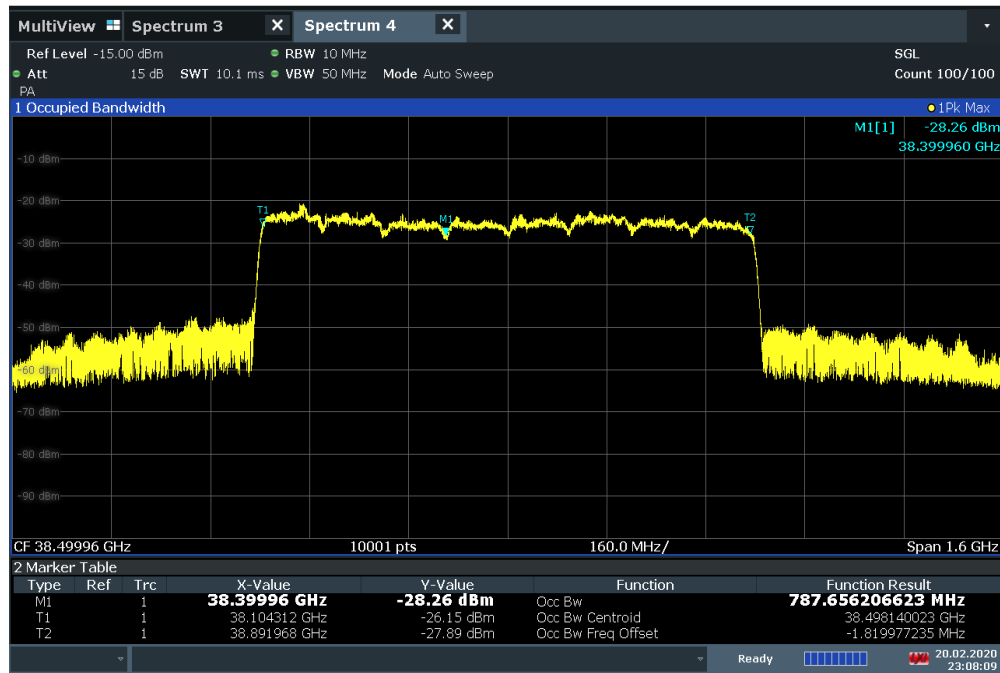 MultiView Spectrum 3 X Spectrum 4 X
Ref Level -15.00 dBm RBW 10 MHz SGL
Att 15 dB SWT 10.1 ms VBW 50 MHz Mode Auto Sweep Count 100/100
PA
1 Occupied Bandwidth 1Pk Max
M1[1] -28.26 dBm
38.399960 GHz
-10 dBm
-20 dBm
T1 M1 T2
-30 dBm
-40 dBm
-50 dBm
-60 dBm
-70 dBm
-80 dBm
-90 dBm
CF 38.49996 GHz 10001 pts 160.0 MHz/ Span 1.6 GHz
2 Marker Table
Type Ref Trc X-Value Y-Value Function Function Result
M1 1 38.39996 GHz -28.26 dBm Occ Bw 787.656206623 MHz
T1 1 38.104312 GHz -26.15 dBm Occ Bw Centroid 38.498140023 GHz
T2 1 38.891968 GHz -27.89 dBm Occ Bw Freq Offset -1.819977235 MHz
Ready 20.02.2020
23:08:09